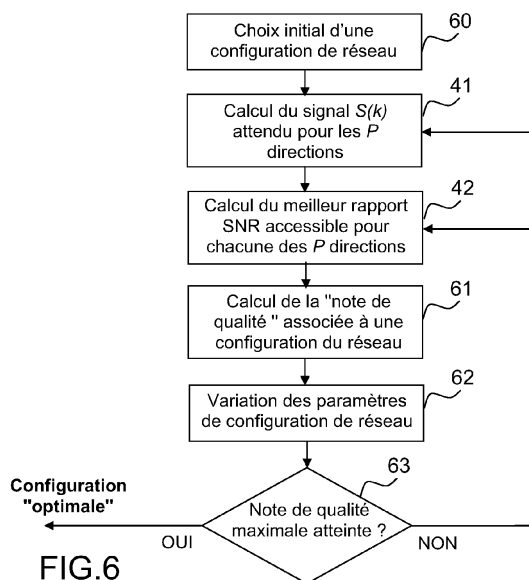 Choix initial d'une
configuration de réseau
60
Calcul du signal S(k)
attendu pour les P
directions
41
Calcul du meilleur rapport
SNR accessible pour
chacune des P directions
42
Calcul de la "note de
qualité " associée à une
configuration du réseau
61
Variation des paramètres
de configuration de réseau
62
Note de qualité
maximale atteinte ?
63
Configuration
"optimale"
OUI
NON
FIG.6